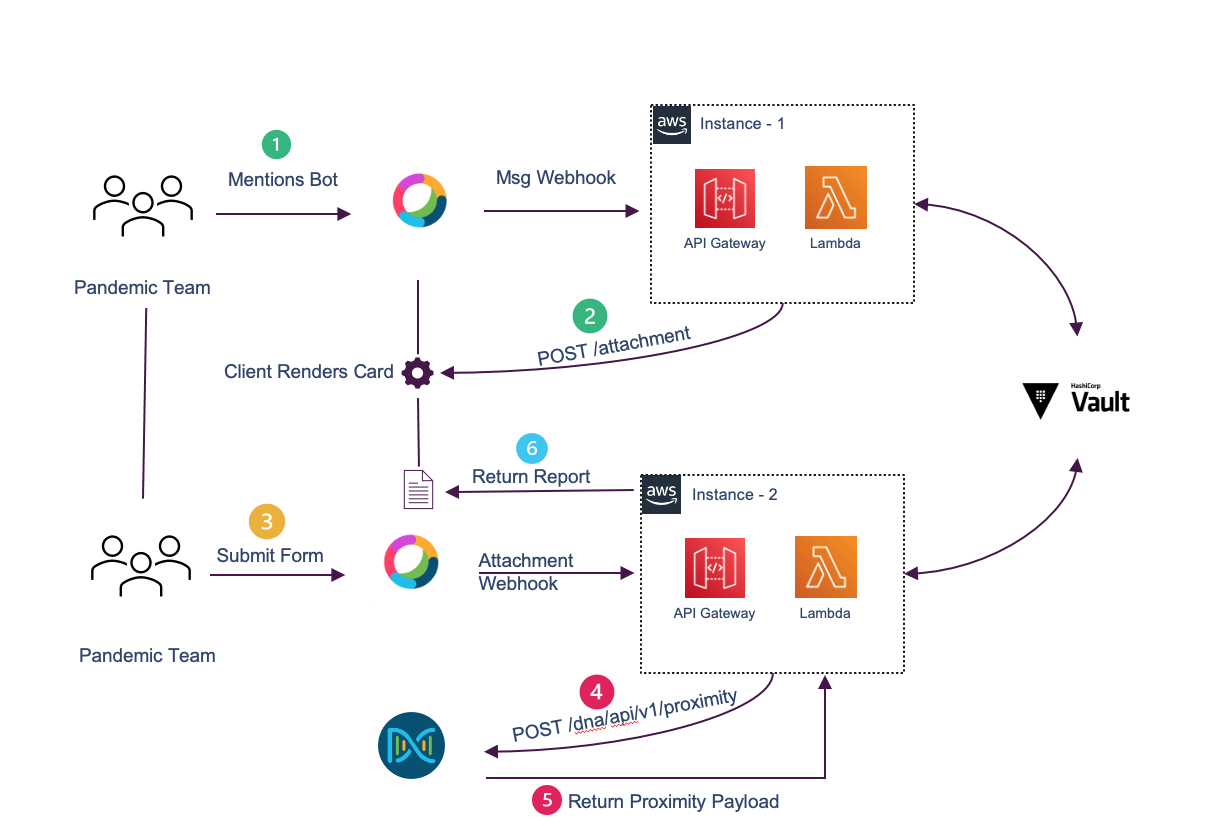 1
Mentions Bot
Msg Webhook
aws
Instance - 1
API Gateway
Lambda
Pandemic Team
2
POST /attachment
Client Renders Card
HashiCorp
Vault
6
Return Report
aws
Instance - 2
3
Submit Form
Attachment
Webhook
API Gateway
Lambda
Pandemic Team
4
POST /dna/api/v1/proximity
5 Return Proximity Payload